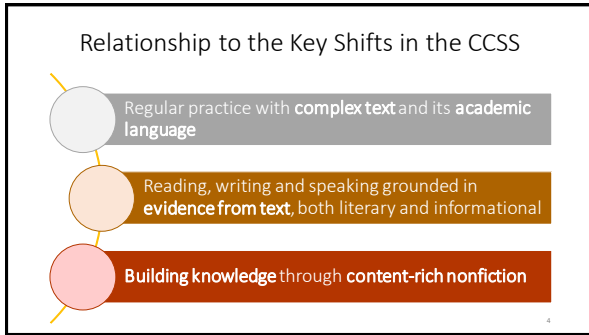 Relationship to the Key Shifts in the CCSS
Regular practice with complex text and its academic
language
Reading, writing and speaking grounded in
evidence from text, both literary and informational
Building knowledge through content-rich nonfiction
4